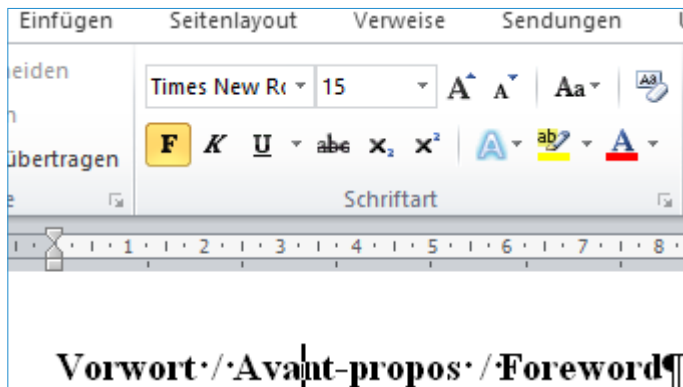 Einfügen Seitenlayout Verweise Sendungen
Times New Ro 15 A A Aa
übertragen F K U abc x₂ x² A ab A
Schriftart
1 2 3 4 5 6 7 8
Vorwort·/·Avant-propos·/·Foreword¶